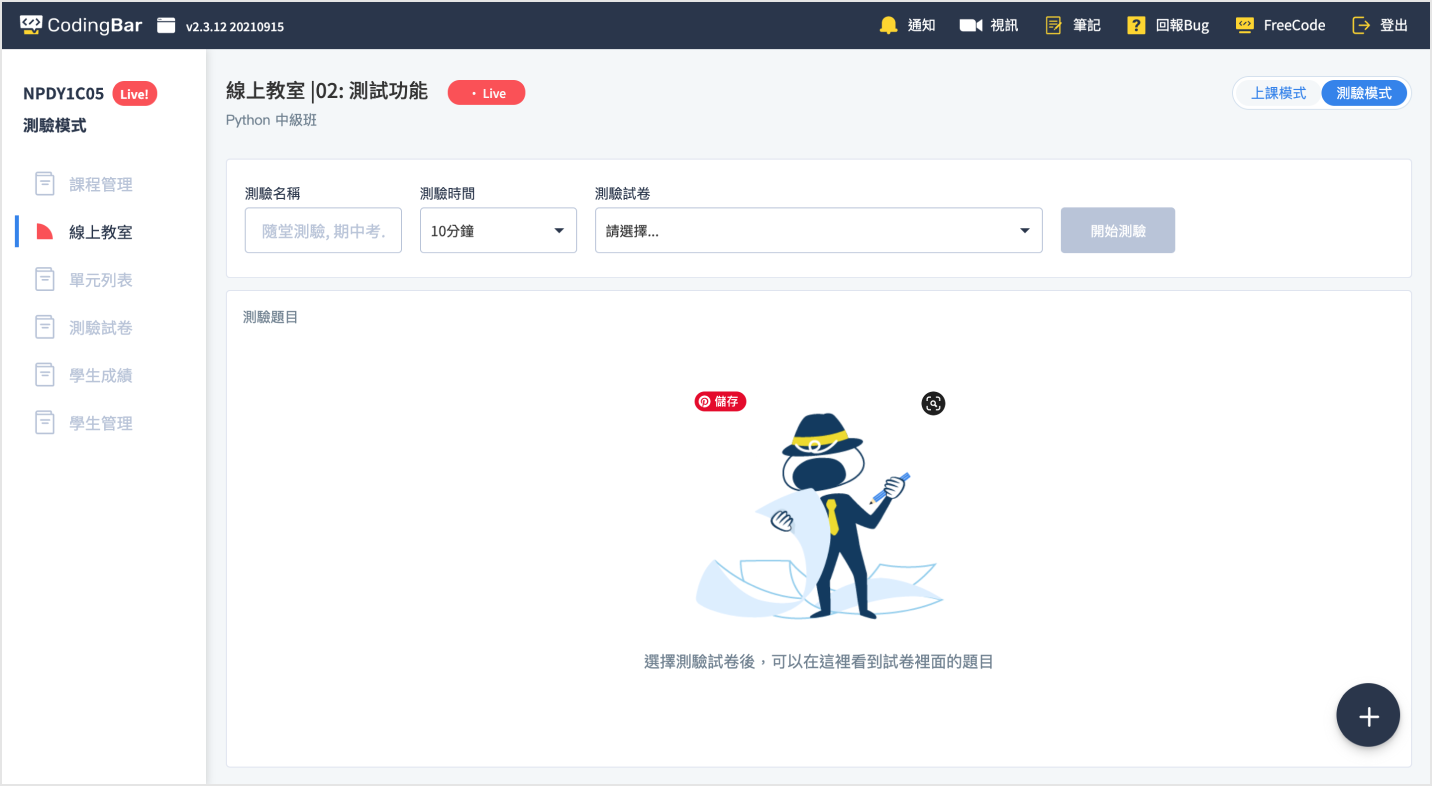 CodingBar v2.3.12 20210915 通知 視訊 筆記 回報Bug FreeCode 登出
NPDY1C05 Live!
測驗模式
課程管理
線上教室
單元列表
測驗試卷
學生成績
學生管理
線上教室 |02: 測試功能 • Live
Python 中級班
上課模式 測驗模式
測驗名稱 測驗時間 測驗試卷
隨堂測驗, 期中考. 10分鐘 請選擇... 開始測驗
測驗題目
儲存
選擇測驗試卷後，可以在這裡看到試卷裡面的題目